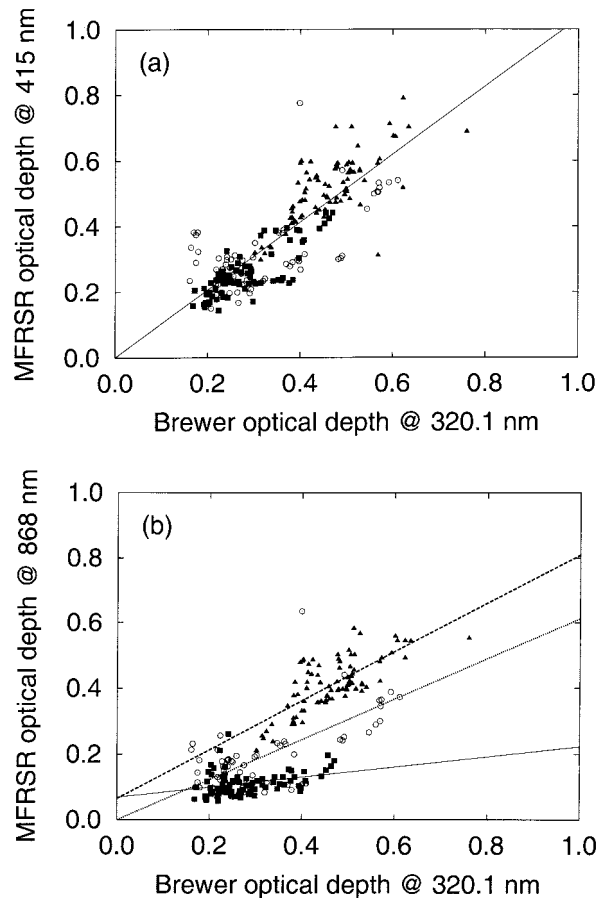 (a)
MFRSR optical depth @ 415 nm
1.0
0.8
0.6
0.4
0.2
0.0
0.0 0.2 0.4 0.6 0.8 1.0
Brewer optical depth @ 320.1 nm
(b)
MFRSR optical depth @ 868 nm
1.0
0.8
0.6
0.4
0.2
0.0
0.0 0.2 0.4 0.6 0.8 1.0
Brewer optical depth @ 320.1 nm